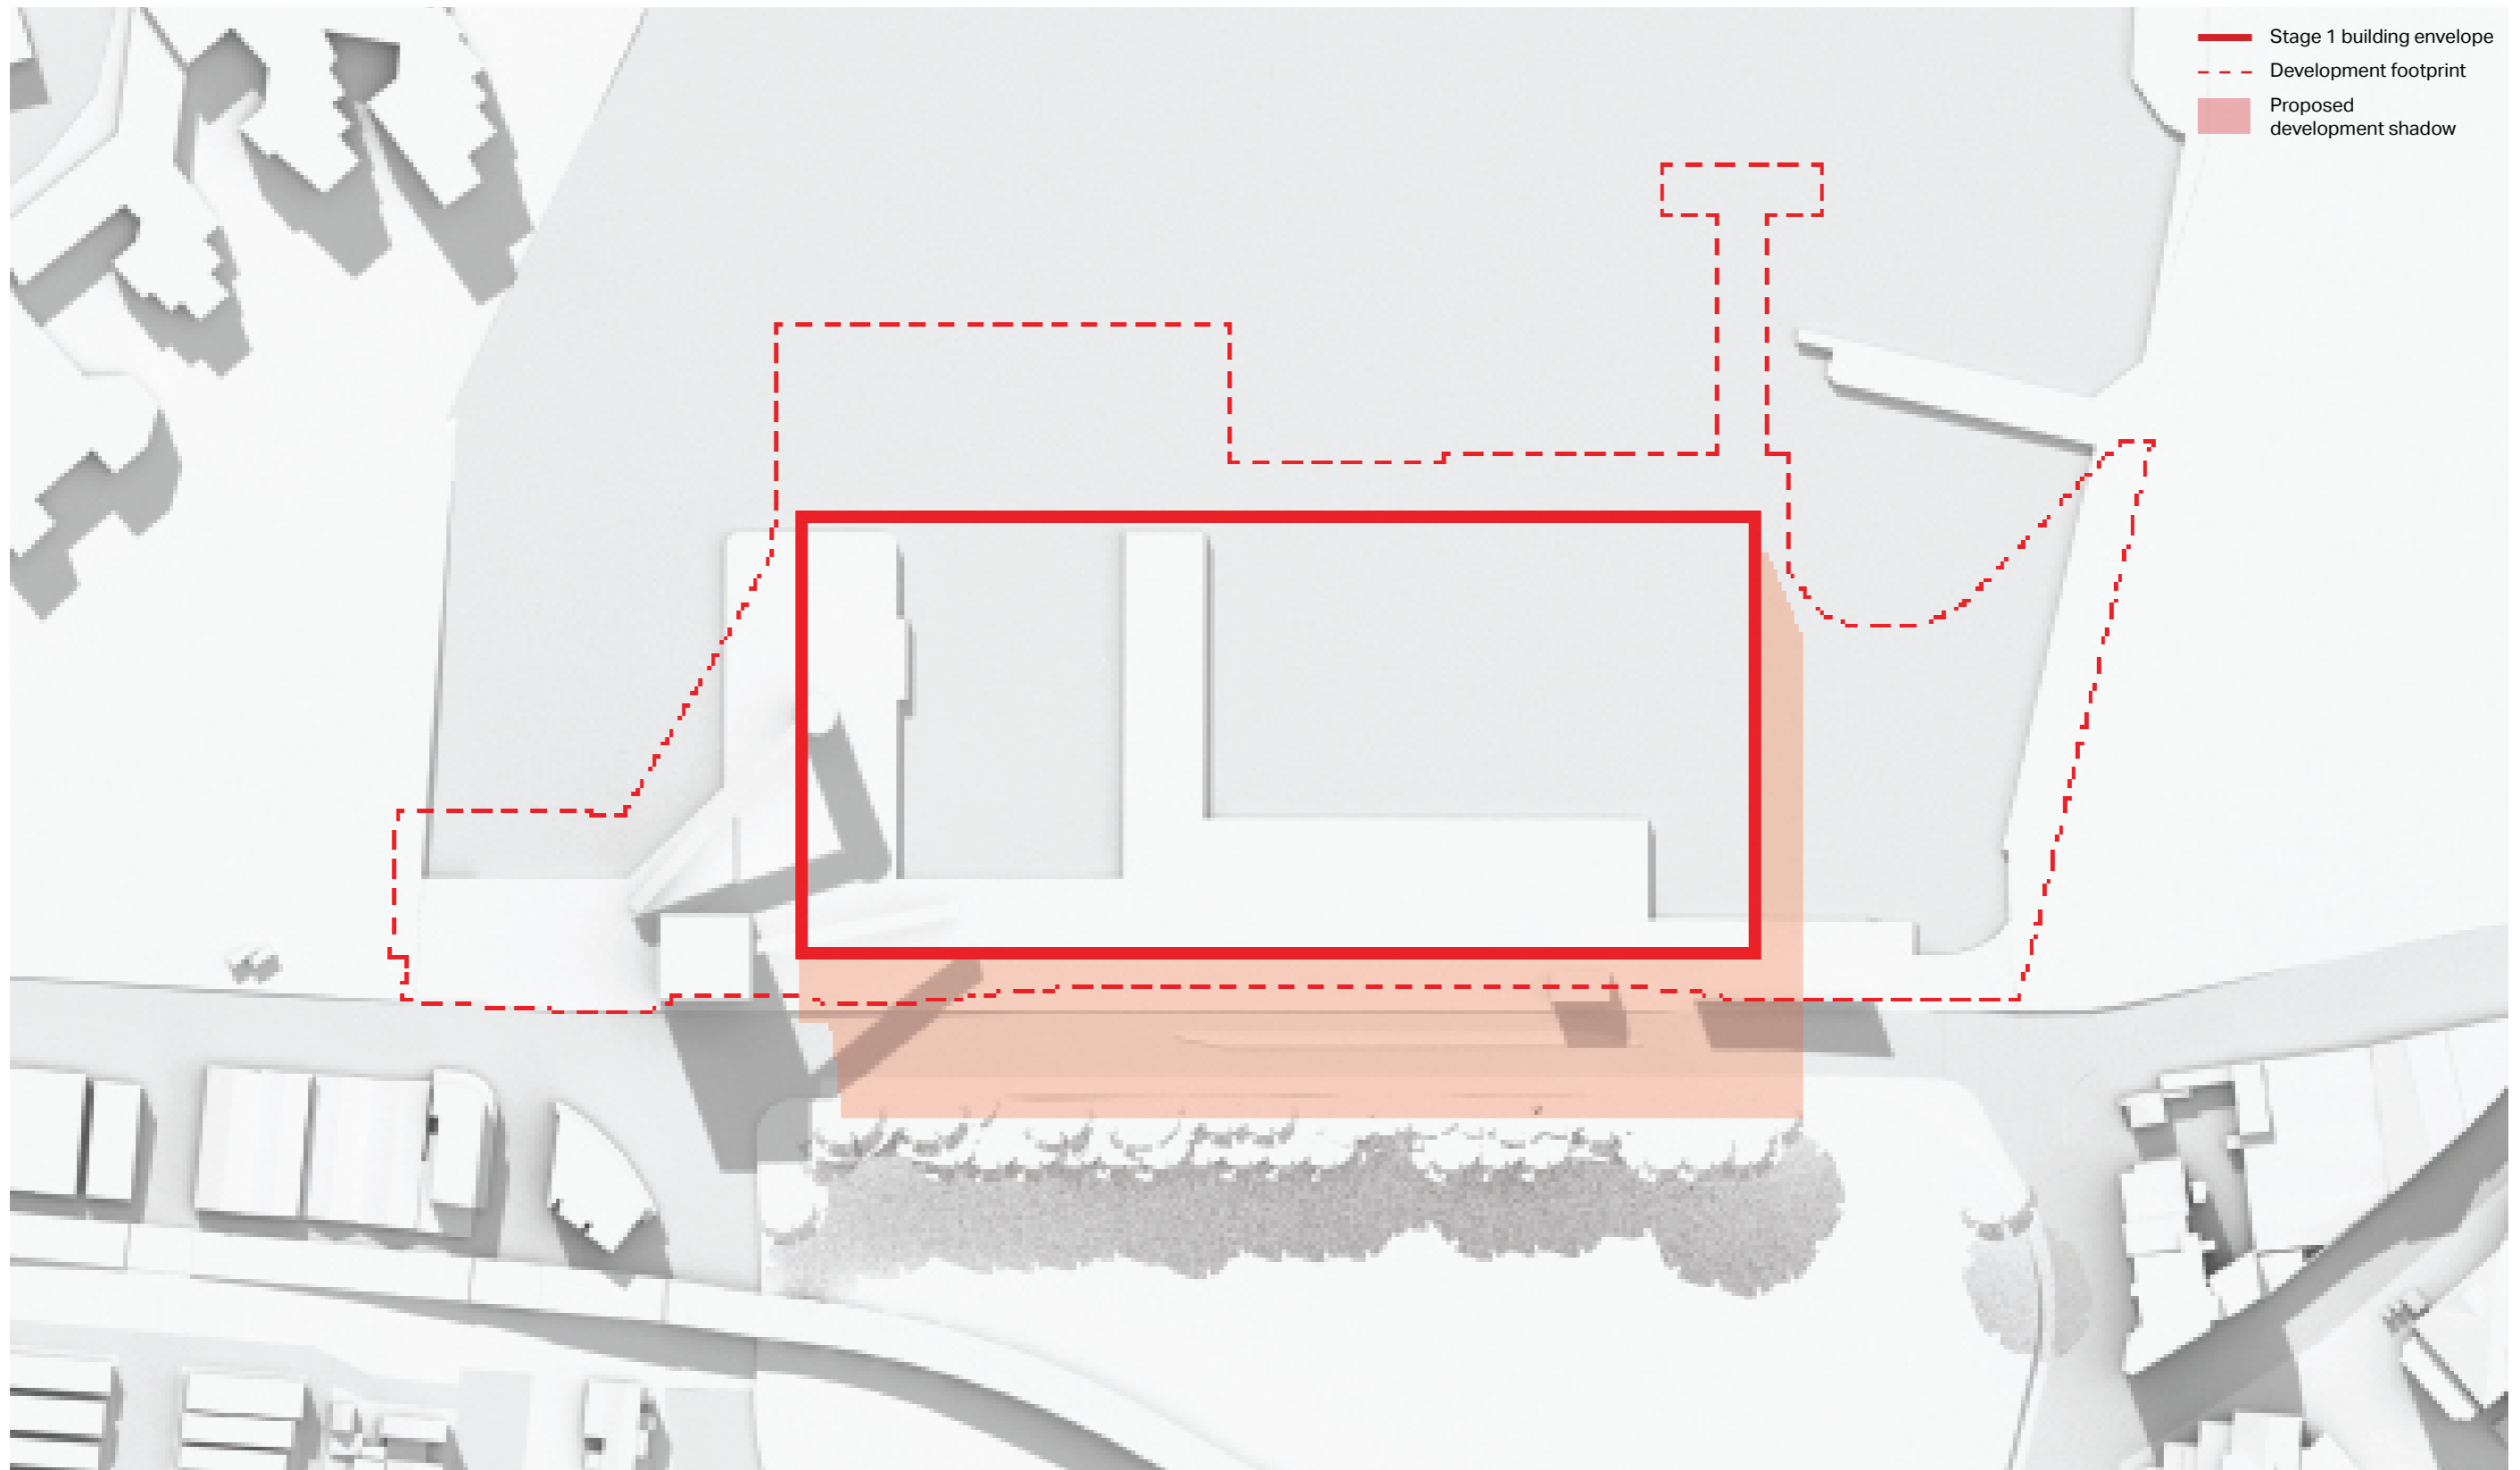 Stage 1 building envelope
Development footprint
Proposed
development shadow